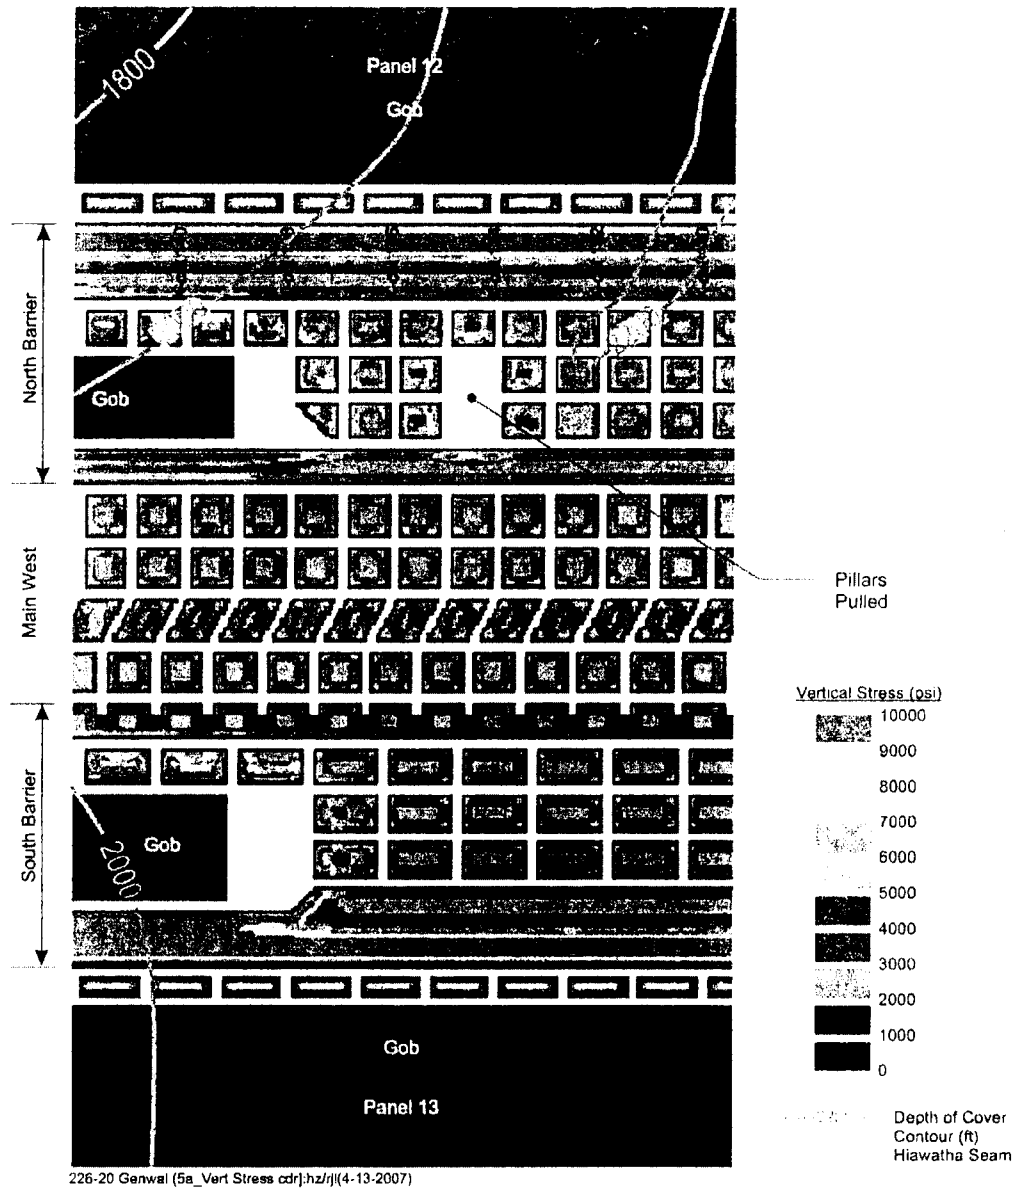 1800
Panel 12
Gob
North Barrier
Gob
Main West
Pillars
Pulled
South Barrier
Gob
2000
Vertical Stress (psi)
10000
9000
8000
7000
6000
5000
4000
3000
2000
1000
0
Gob
Panel 13
Depth of Cover
Contour (ft)
Hiawatha Seam
226-20 Genwal (5a_Vert Stress cdr]:hz/rjl(4-13-2007)